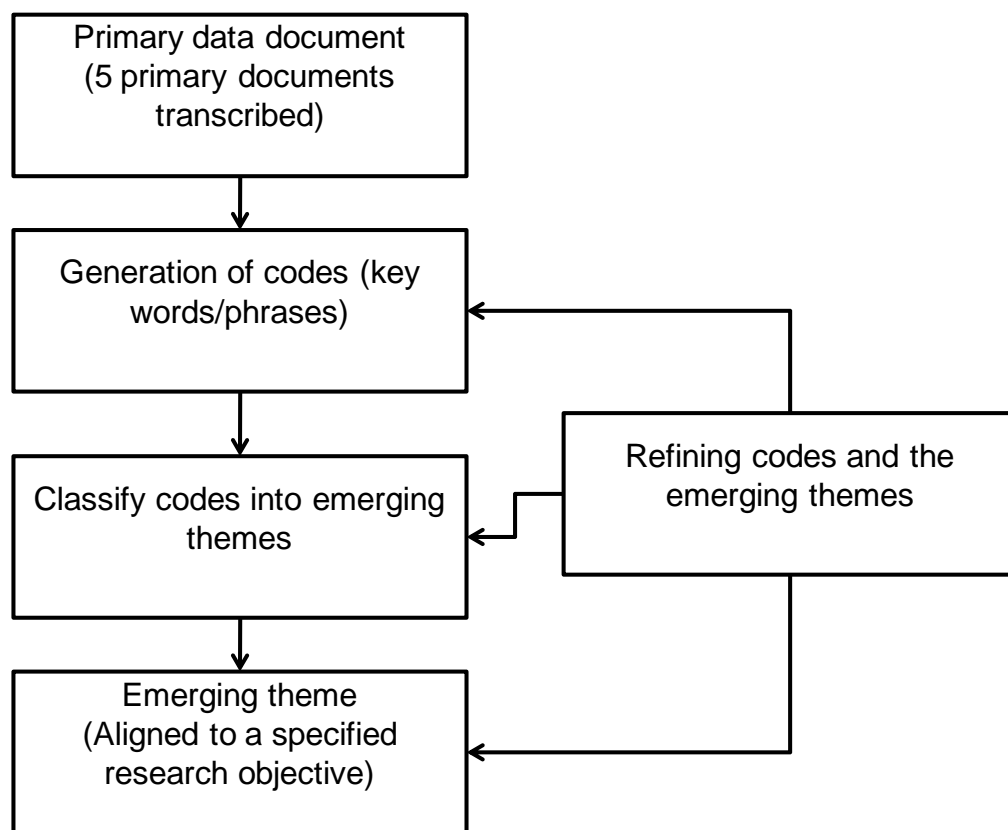 Primary data document
(5 primary documents
transcribed)
Generation of codes (key
words/phrases)
Classify codes into emerging
themes
Refining codes and the
emerging themes
Emerging theme
(Aligned to a specified
research objective)